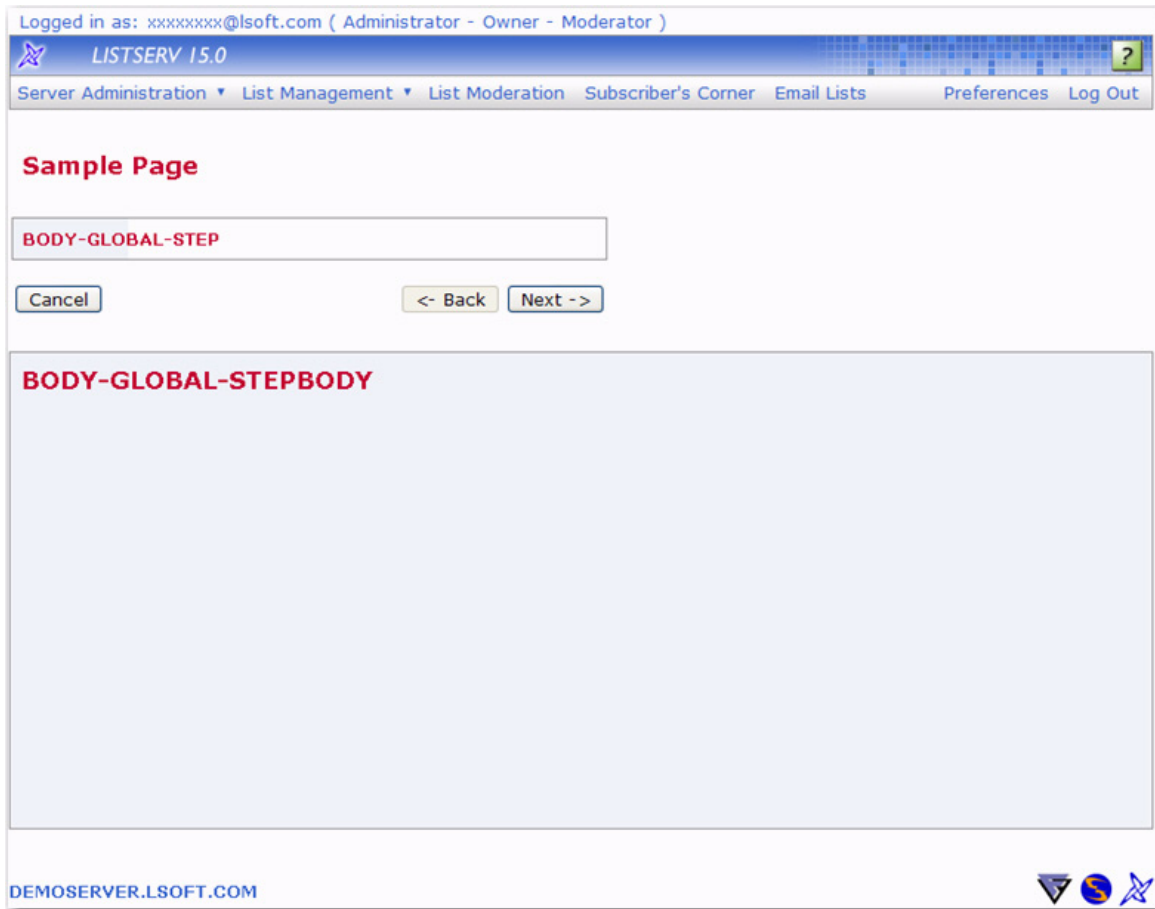 Logged in as: xxxxxxxx@lsoft.com ( Administrator - Owner - Moderator )
LISTSERV 15.0 ?
Server Administration ▼ List Management ▼ List Moderation Subscriber's Corner Email Lists Preferences Log Out
Sample Page
BODY-GLOBAL-STEP
Cancel <- Back Next ->
BODY-GLOBAL-STEPBODY
DEMOSERVER.LSOFT.COM